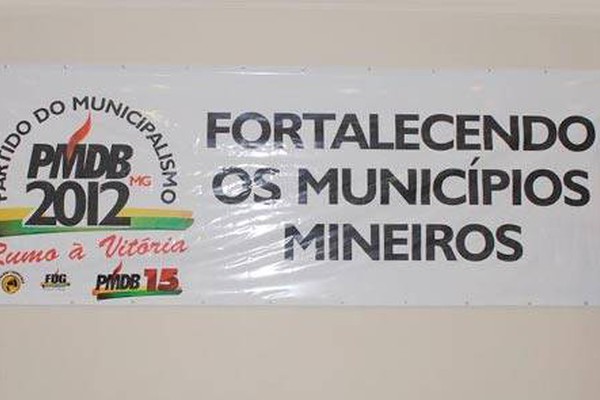 PARTIDO DO MUNICIPALISMO
PMDB MG
2012
Rumo à Vitória
FUG
PMDB 15
FORTALECENDO
OS MUNICÍPIOS
MINEIROS